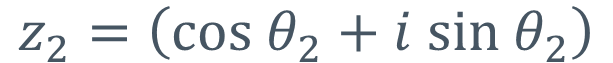 z₂ = (cos θ₂ + i sin θ₂)